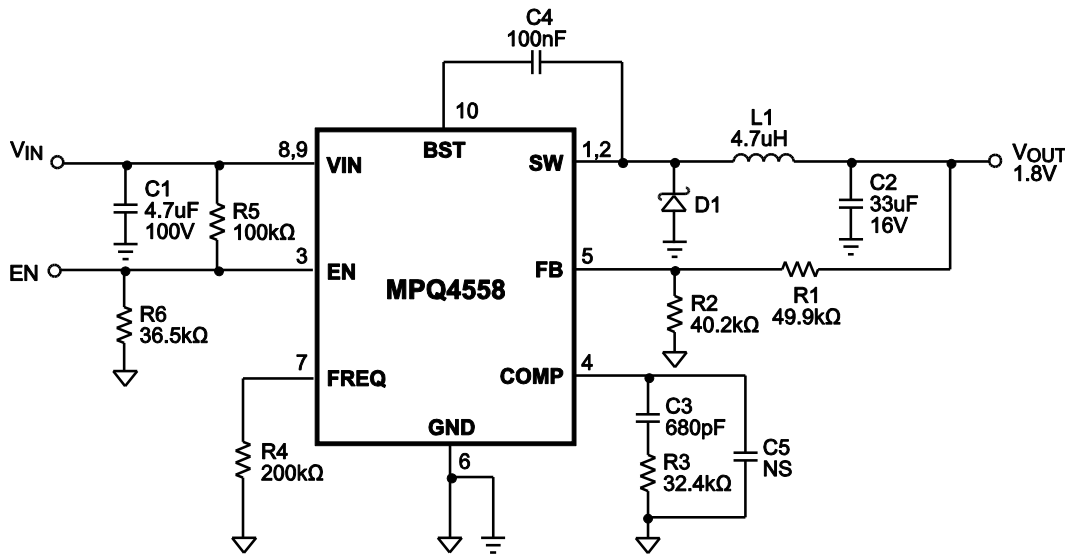 C4
100nF
10
L1
4.7uH
VIN
8,9
VIN
BST
SW
1,2
VOUT
1.8V
C1
4.7uF
100V
R5
100kΩ
D1
C2
33uF
16V
EN
3
EN
MPQ4558
FB
5
R1
49.9kΩ
R6
36.5kΩ
R2
40.2kΩ
7
FREQ
COMP
4
GND
6
R4
200kΩ
C3
680pF
R3
32.4kΩ
C5
NS